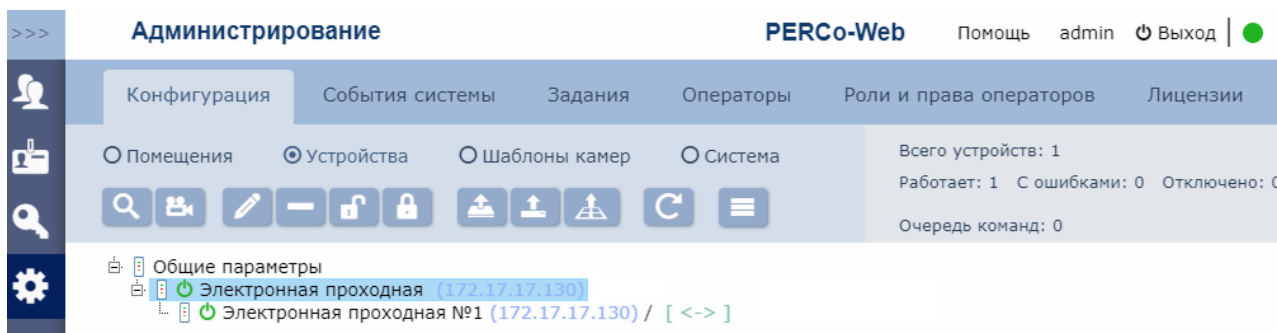 >>> Администрирование PERCo-Web Помощь admin Выход
Конфигурация События системы Задания Операторы Роли и права операторов Лицензии
Помещения Устройства Шаблоны камер Система
Всего устройств: 1
Работает: 1 С ошибками: 0 Отключено: 0
Очередь команд: 0
Общие параметры
Электронная проходная (172.17.17.130)
Электронная проходная №1 (172.17.17.130) / [ <-> ]